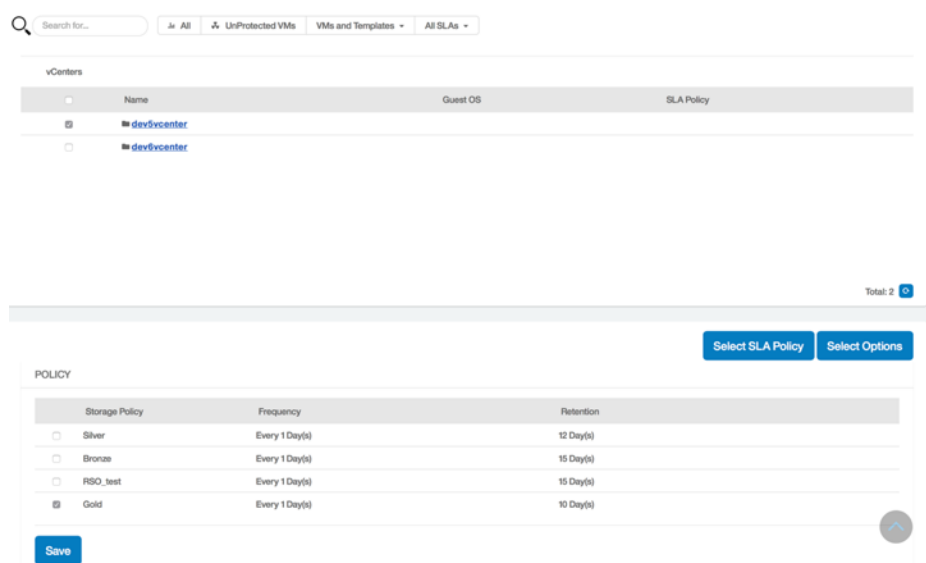 Search for... All UnProtected VMs VMs and Templates All SLAs
vCenters
Name Guest OS SLA Policy
dev5vcenter
dev6vcenter
Total: 2
Select SLA Policy Select Options
POLICY
Storage Policy Frequency Retention
Silver Every 1 Day(s) 12 Day(s)
Bronze Every 1 Day(s) 15 Day(s)
RSO_test Every 1 Day(s) 15 Day(s)
Gold Every 1 Day(s) 10 Day(s)
Save